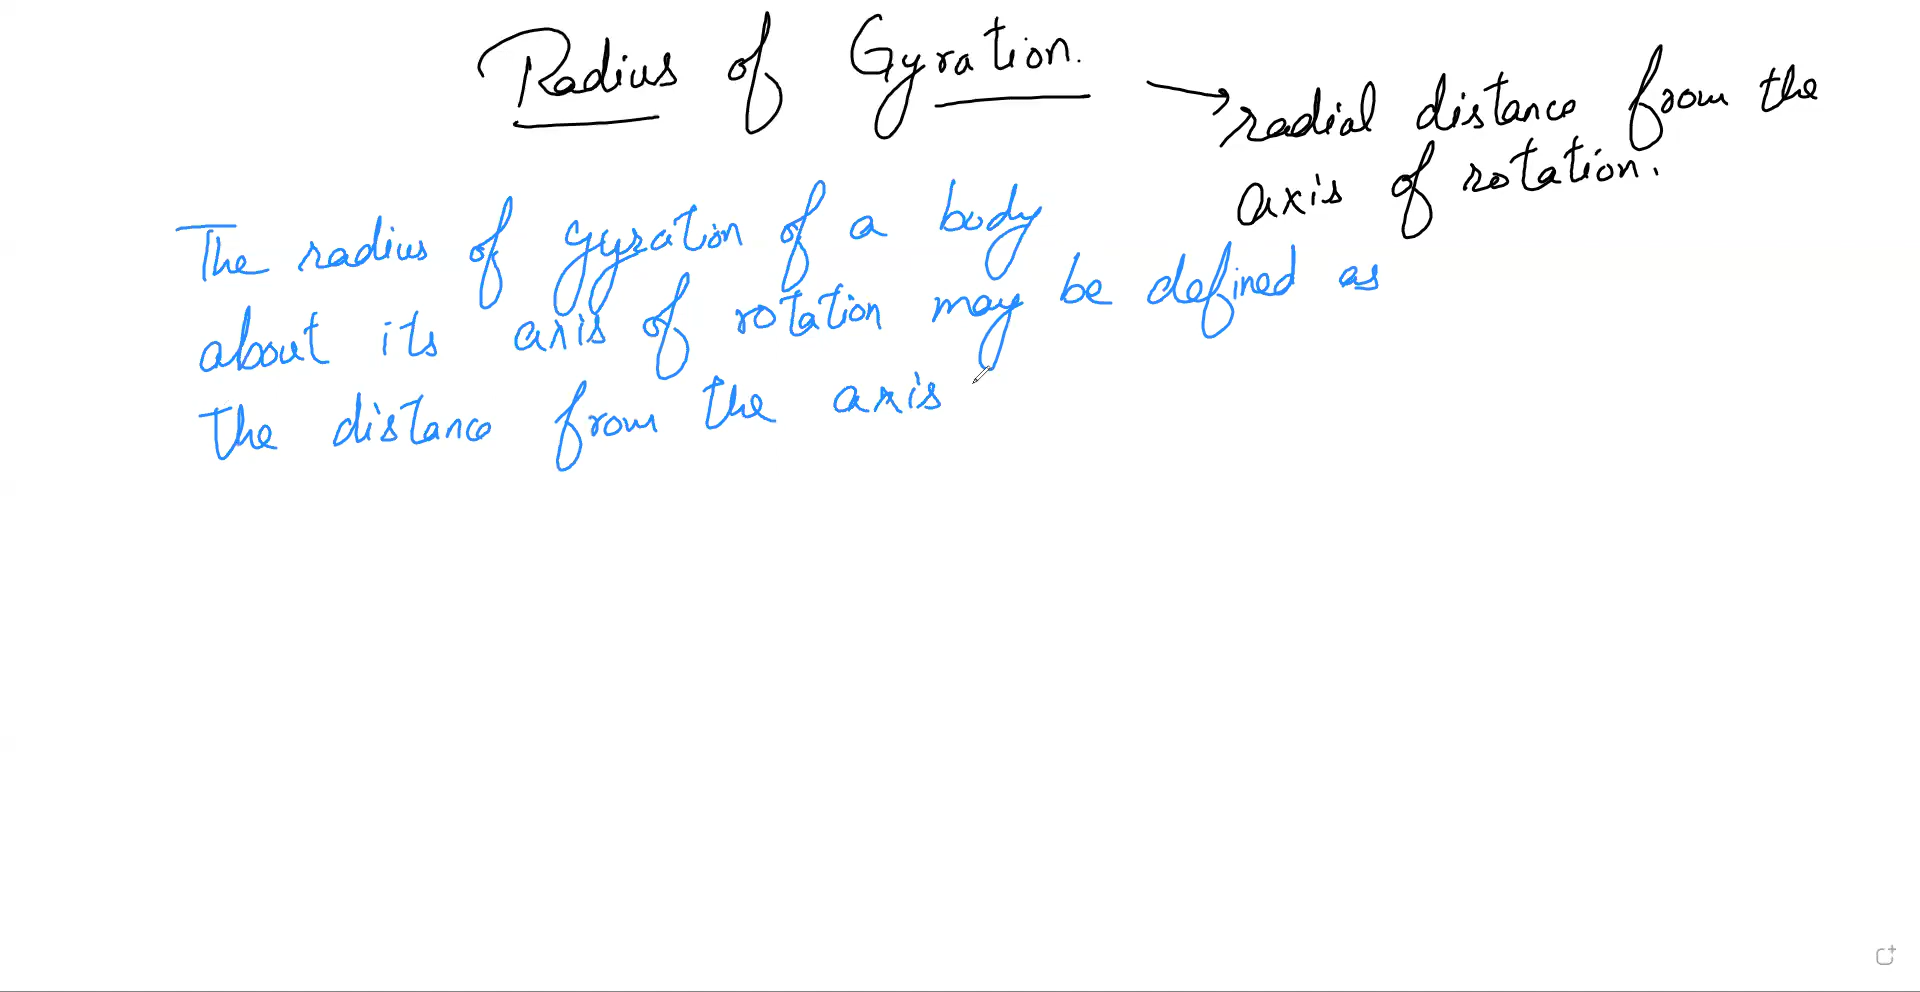 Radius of Gyration.
→ radial distance from the
axis of rotation.
The radius of gyration of a body
about its axis of rotation may be defined as
the distance from the axis